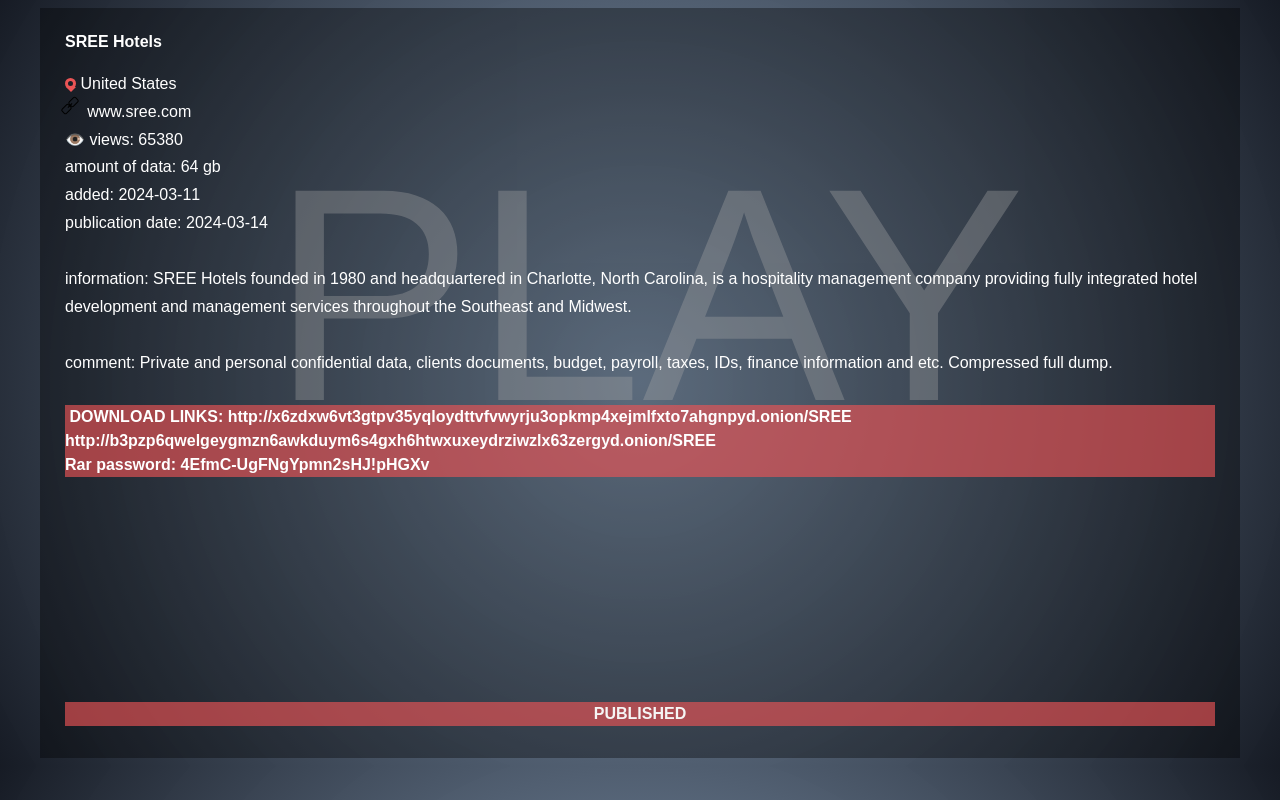 SREE Hotels
United States
www.sree.com
views: 65380
amount of data: 64 gb
added: 2024-03-11
publication date: 2024-03-14
PLAY
information: SREE Hotels founded in 1980 and headquartered in Charlotte, North Carolina, is a hospitality management company providing fully integrated hotel
development and management services throughout the Southeast and Midwest.
comment: Private and personal confidential data, clients documents, budget, payroll, taxes, IDs, finance information and etc. Compressed full dump.
DOWNLOAD LINKS: http://x6zdxw6vt3gtpv35yqloydttvfvwyrju3opkmp4xejmlfxto7ahgnpyd.onion/SREE
http://b3pzp6qwelgeygmzn6awkduym6s4gxh6htwxuxeydrziwzlx63zergyd.onion/SREE
Rar password: 4EfmC-UgFNgYpmn2sHJ!pHGXv
PUBLISHED